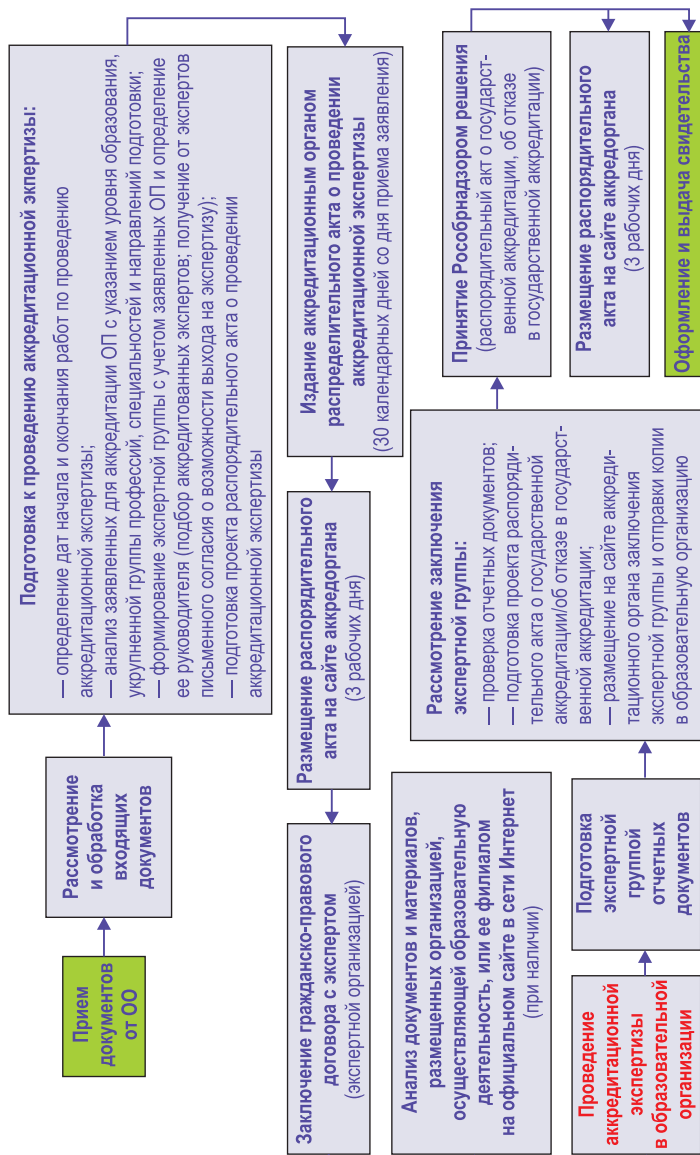 Прием
документов
от ОО
Рассмотрение
и обработка
входящих
документов
Подготовка к проведению аккредитационной экпертизы:
— определение дат начала и окончания работ по проведению
аккредитационной экспертизы;
— анализ заявленных для аккредитации ОП с указанием уровня образования,
укрупненной группы профессий, специальностей и направлений подготовки;
— формирование экспертной группы с учетом заявленных ОП и определение
ее руководителя (подбор аккредитованных экспертов; получение от экспертов
письменного согласия о возможности выхода на экспертизу);
— подготовка проекта распорядительного акта о проведении
аккредитационной экспертизы
Заключение гражданско-правового
договора с экспертом
(экспертной организацией)
Размещение распорядительного
акта на сайте аккредоргана
(3 рабочих дня)
Издание аккредитационным органом
распределительного акта о проведении
аккредитационной экспертизы
(30 календарных дней со дня приема заявления)
Анализ документов и материалов,
размещенных организацией,
осуществляющей образовательную
деятельность, или ее филиалом
на официальном сайте в сети Интернет
(при наличии)
Проведение
аккредитационной
экспертизы
в образовательной
организации
Подготовка
экспертной
группой
отчетных
документов
Рассмотрение заключения
экспертной группы:
— проверка отчетных документов;
— подготовка проекта распоряди-
тельного акта о государственной
аккредитации/об отказе в государст-
венной аккредитации;
— размещение на сайте аккреди-
тационного органа заключения
экспертной группы и отправки копии
в образовательную организацию
Принятие Рособрнадзором решения
(распорядительный акт о государст-
венной аккредитации, об отказе
в государственной аккредитации)
Размещение распорядительного
акта на сайте аккредоргана
(3 рабочих дня)
Оформление и выдача свидетельства